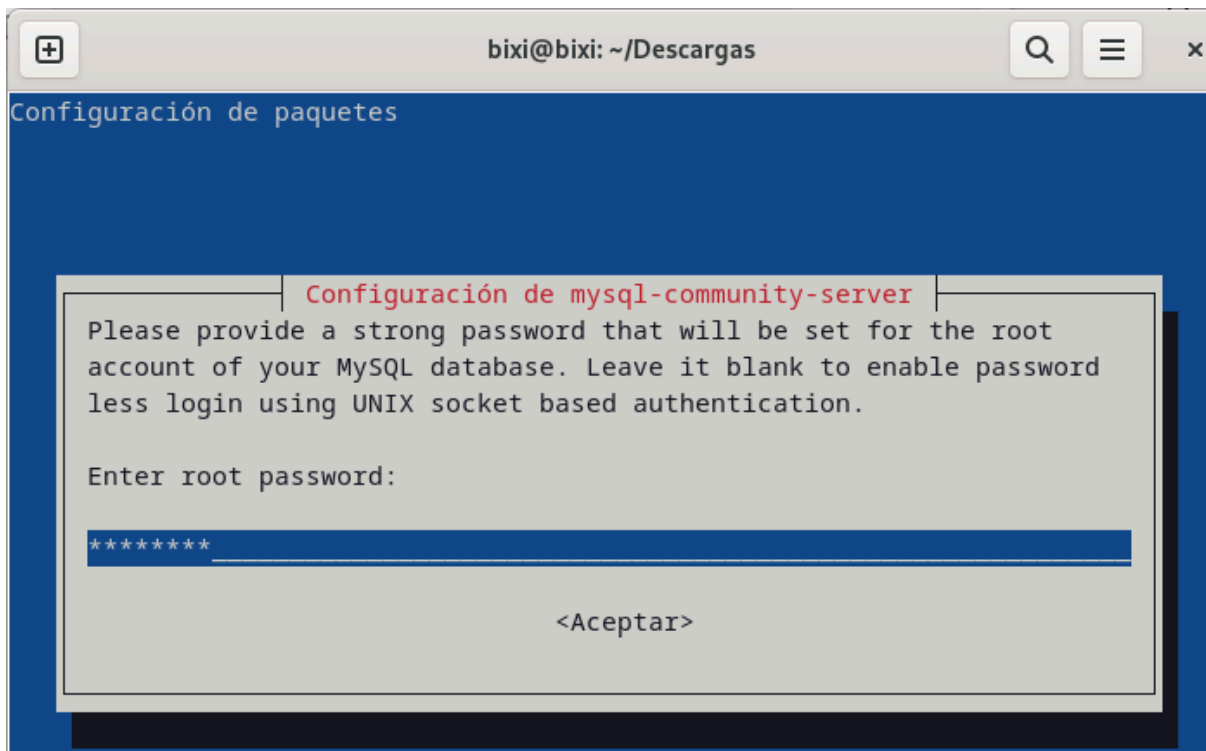 bixi@bixi: ~/Descargas
Configuración de paquetes
Configuración de mysql-community-server
Please provide a strong password that will be set for the root
account of your MySQL database. Leave it blank to enable password
less login using UNIX socket based authentication.
Enter root password:
********
<Aceptar>